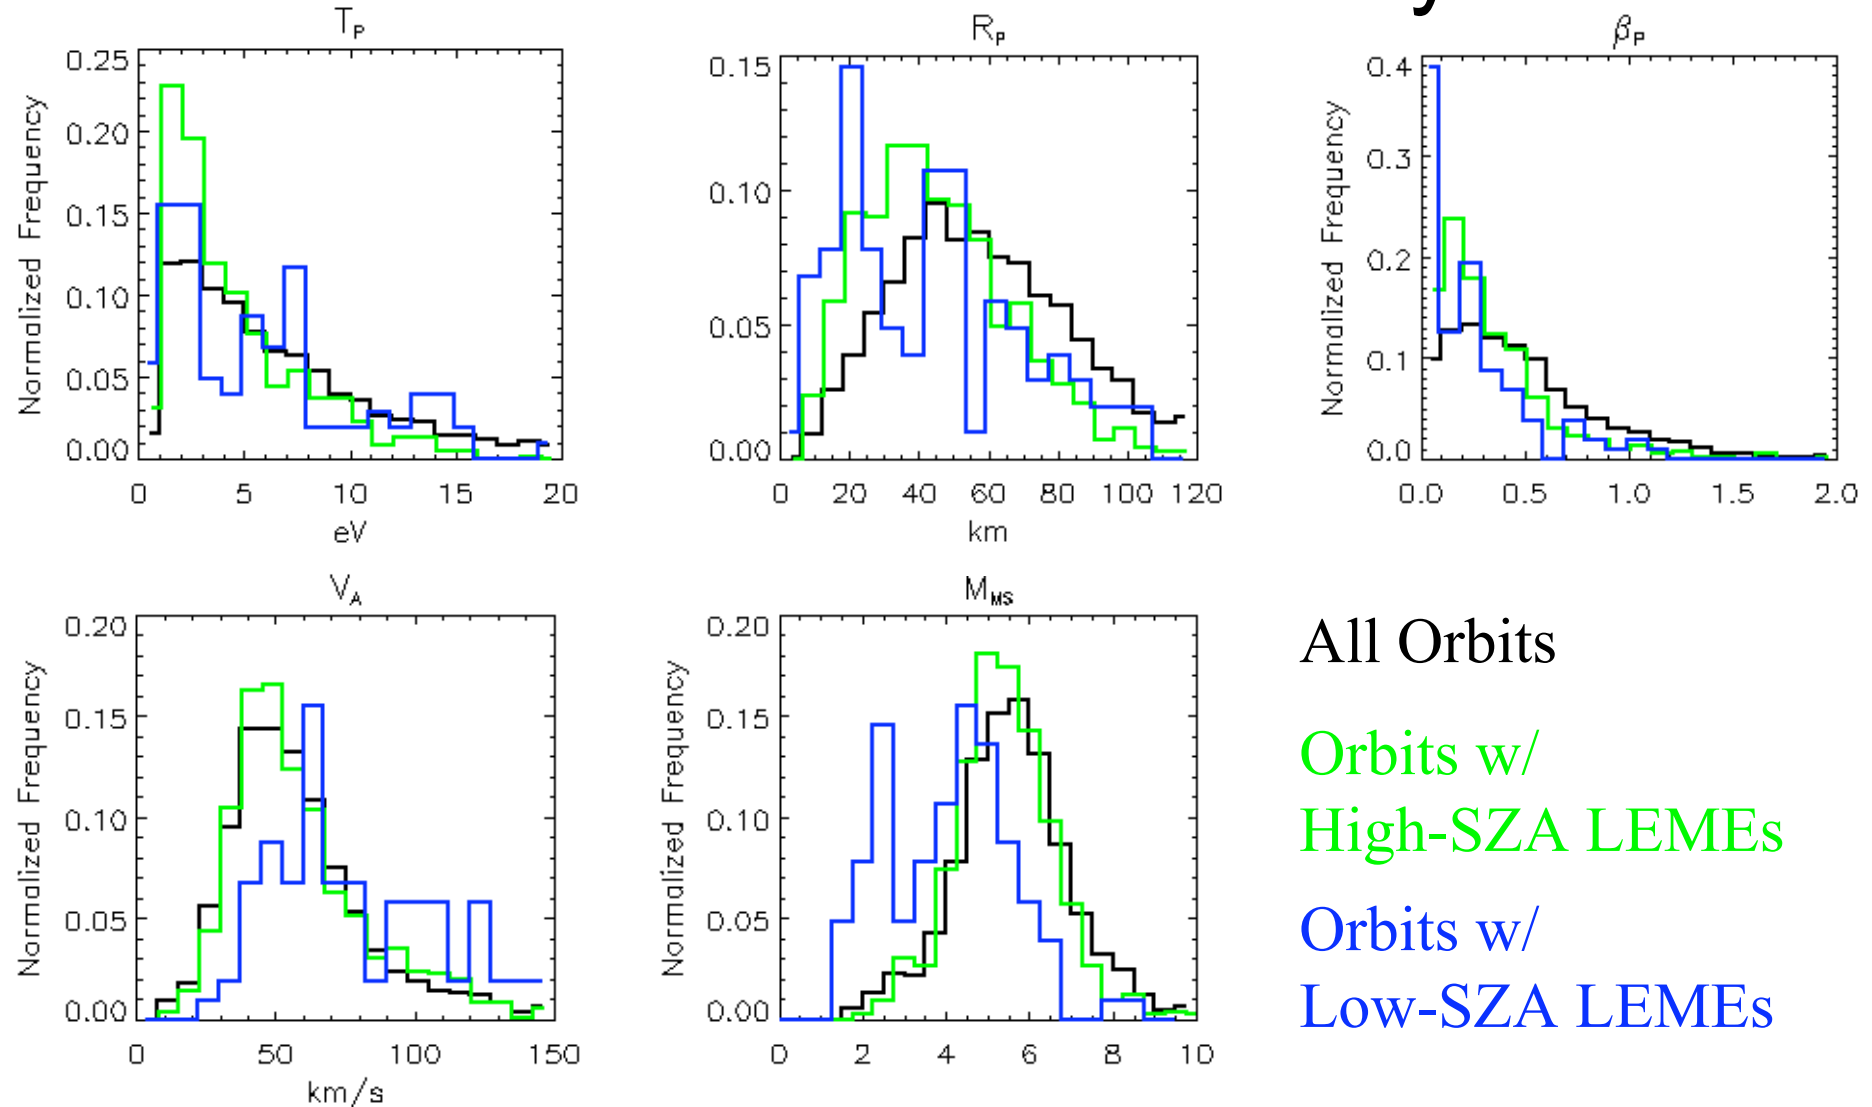 y
T_P
0.25
0.20
0.15
0.10
0.05
0.00
Normalized Frequency
0 5 10 15 20
eV
R_P
0.15
0.10
0.05
0.00
0 20 40 60 80 100 120
km
β_P
Normalized Frequency
0.4
0.3
0.2
0.1
0.0
Normalized Frequency
0.0 0.5 1.0 1.5 2.0
V_A
0.20
0.15
0.10
0.05
0.00
Normalized Frequency
0 50 100 150
km/s
M_MS
0.20
0.15
0.10
0.05
0.00
Normalized Frequency
0 2 4 6 8 10
All Orbits
Orbits w/
High-SZA LEMEs
Orbits w/
Low-SZA LEMEs